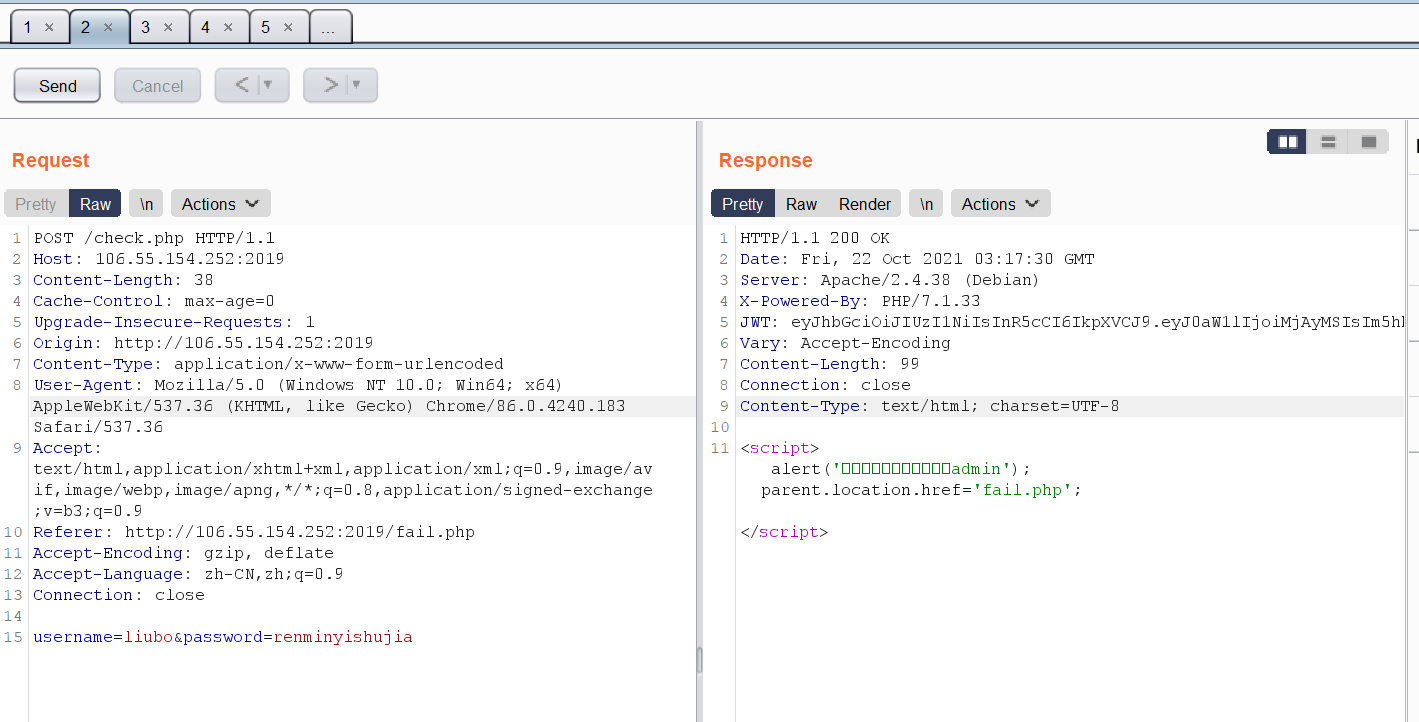 1 × 2 × 3 × 4 × 5 × ...
Send Cancel < >
Request
Pretty Raw \n Actions
1 POST /check.php HTTP/1.1
2 Host: 106.55.154.252:2019
3 Content-Length: 38
4 Cache-Control: max-age=0
5 Upgrade-Insecure-Requests: 1
6 Origin: http://106.55.154.252:2019
7 Content-Type: application/x-www-form-urlencoded
8 User-Agent: Mozilla/5.0 (Windows NT 10.0; Win64; x64)
AppleWebKit/537.36 (KHTML, like Gecko) Chrome/86.0.4240.183
Safari/537.36
9 Accept:
text/html,application/xhtml+xml,application/xml;q=0.9,image/av
if,image/webp,image/apng,*/*;q=0.8,application/signed-exchange
;v=b3;q=0.9
10 Referer: http://106.55.154.252:2019/fail.php
11 Accept-Encoding: gzip, deflate
12 Accept-Language: zh-CN,zh;q=0.9
13 Connection: close
14
15 username=liubo&password=renminyishujia
Response
Pretty Raw Render \n Actions
1 HTTP/1.1 200 OK
2 Date: Fri, 22 Oct 2021 03:17:30 GMT
3 Server: Apache/2.4.38 (Debian)
4 X-Powered-By: PHP/7.1.33
5 JWT: eyJhbGciOiJIUzI1NiIsInR5cCI6IkpXVCJ9.eyJ0aW1lIjoiMjAyMSIsIm5h
6 Vary: Accept-Encoding
7 Content-Length: 99
8 Connection: close
9 Content-Type: text/html; charset=UTF-8
10
11 <script>
alert('□□□□□□□□□□□admin');
parent.location.href='fail.php';
</script>